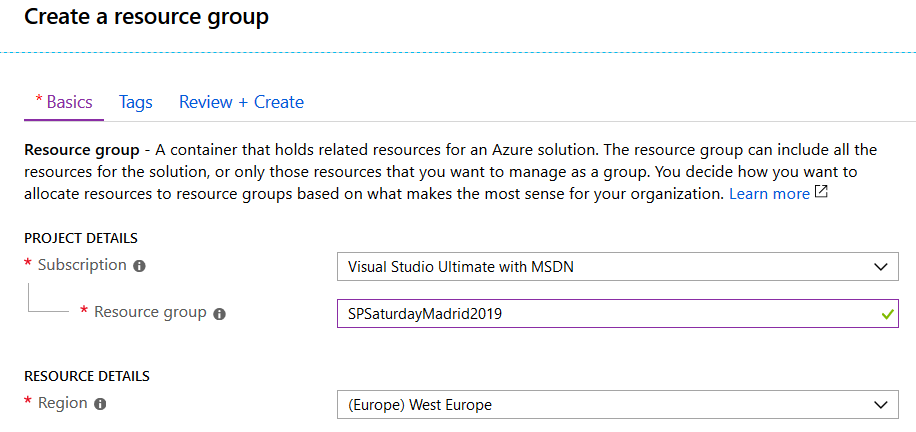 Create a resource group
* Basics Tags Review + Create
Resource group - A container that holds related resources for an Azure solution. The resource group can include all the
resources for the solution, or only those resources that you want to manage as a group. You decide how you want to
allocate resources to resource groups based on what makes the most sense for your organization. Learn more
PROJECT DETAILS
* Subscription Visual Studio Ultimate with MSDN
* Resource group SPSaturdayMadrid2019
RESOURCE DETAILS
* Region (Europe) West Europe